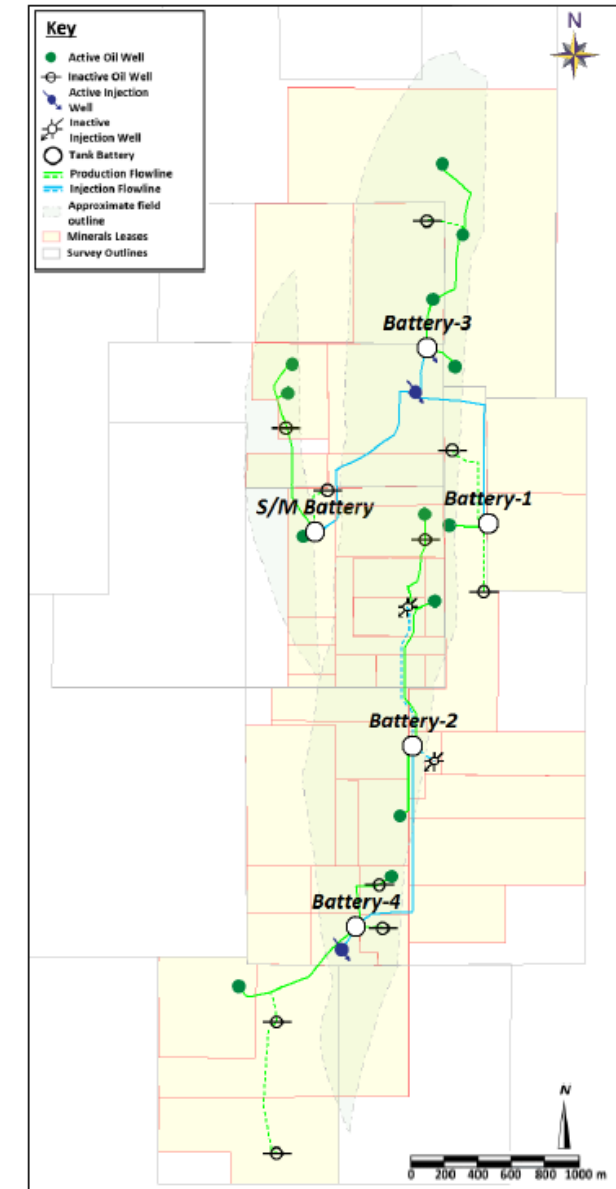 Key
N
Active Oil Well
Inactive Oil Well
Active Injection
Well
Inactive
Injection Well
Tank Battery
Production Flowline
Injection Flowline
Approximate field
outline
Minerals Leases
Survey Outlines
Battery-3
Battery-1
S/M Battery
Battery-2
Battery-4
N
0 200 400 600 800 1000 m